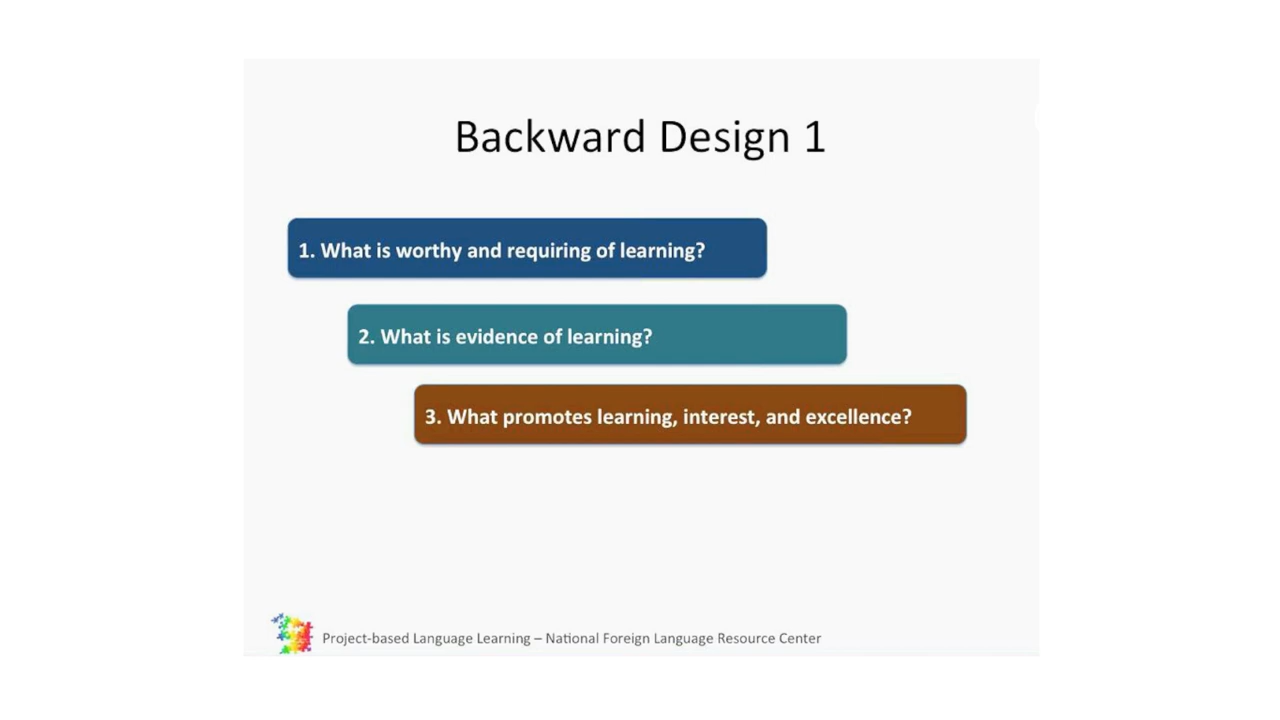 Backward Design 1
1. What is worthy and requiring of learning?
2. What is evidence of learning?
3. What promotes learning, interest, and excellence?
Project-based Language Learning – National Foreign Language Resource Center